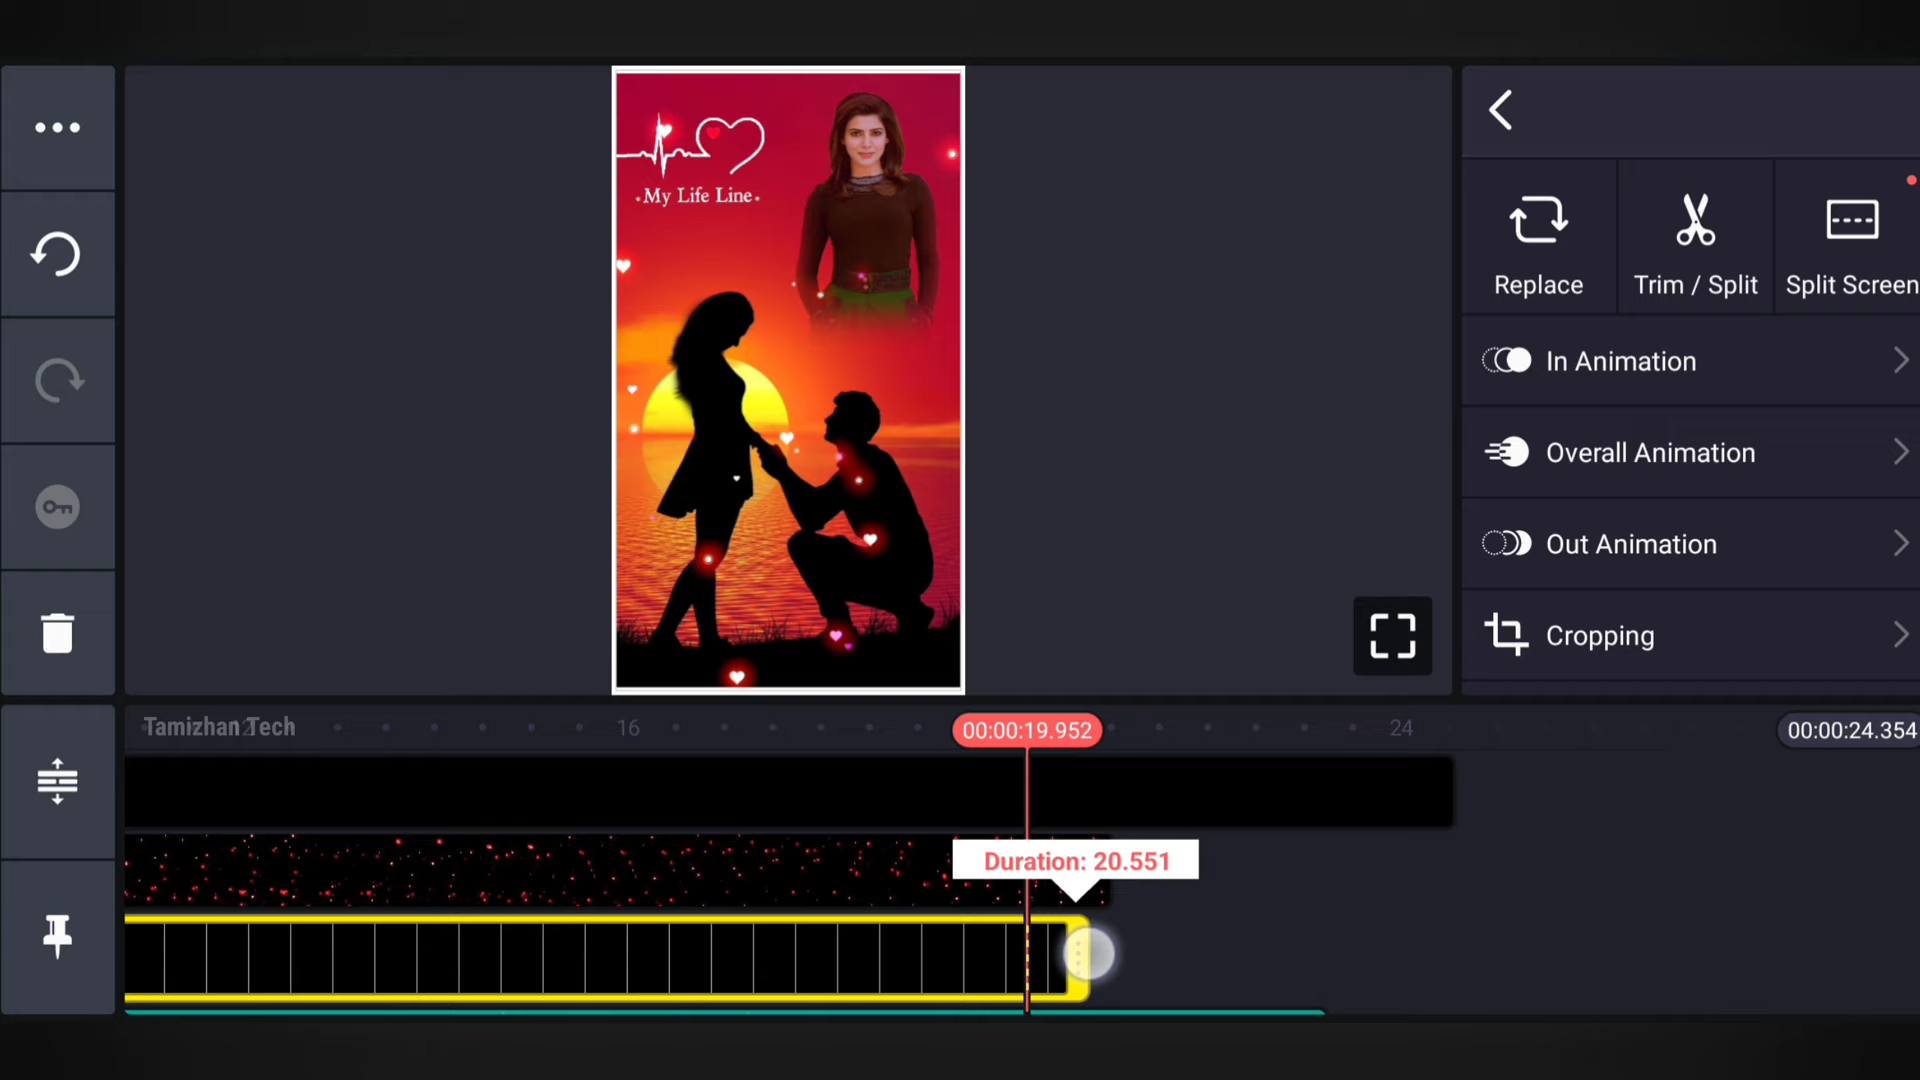 My Life Line
Replace
Trim / Split
Split Screen
In Animation
Overall Animation
Out Animation
Cropping
Tamizhan Tech
16
00:00:19.952
24
00:00:24.354
Duration: 20.551